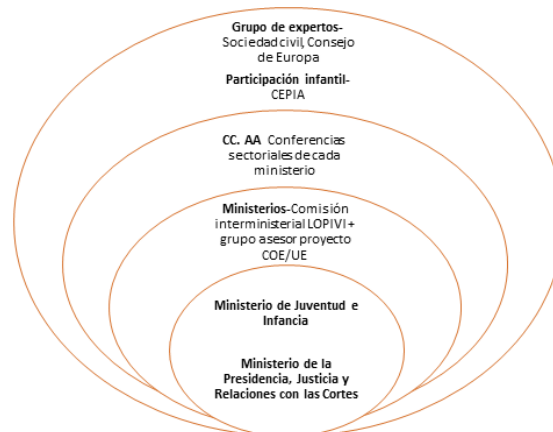 Grupo de expertos-
Sociedad civil, Consejo
de Europa
Participación infantil-
CEPIA
CC. AA Conferencias
sectoriales de cada
ministerio
Ministerios-Comisión
interministerial LOPIVI +
grupo asesor proyecto
COE/UE
Ministerio de Juventud e
Infancia
Ministerio de la
Presidencia, Justicia y
Relaciones con las Cortes